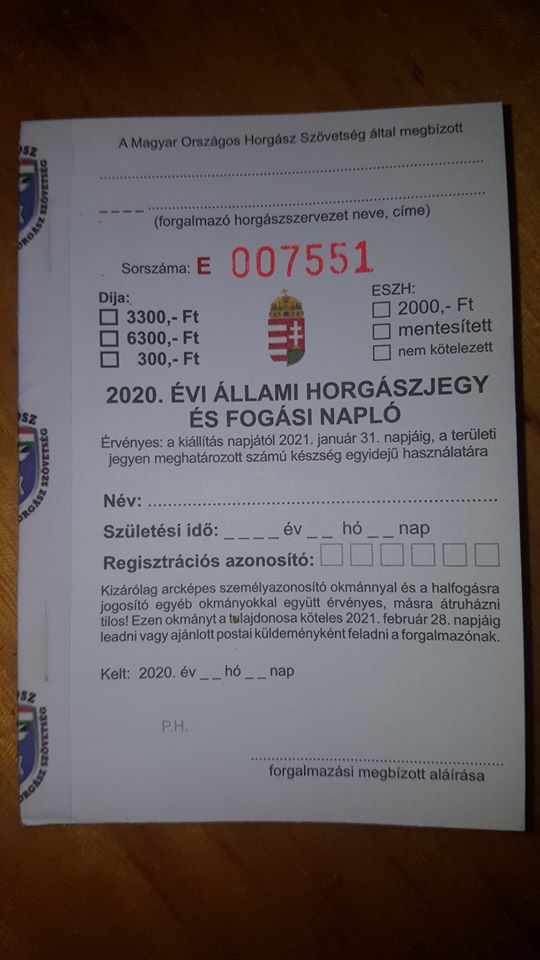 A Magyar Országos Horgász Szövetség által megbízott
(forgalmazó horgászszervezet neve, címe)
Sorszáma: E 007551
Díja:
3300,- Ft
6300,- Ft
300,- Ft
ESZH:
2000,- Ft
mentesített
nem kötelezett
2020. ÉVI ÁLLAMI HORGÁSZJEGY
ÉS FOGÁSI NAPLÓ
Érvényes: a kiállítás napjától 2021. január 31. napjáig, a területi
jegyen meghatározott számú készség egyidejű használatára
Név:
Születési idő: _ _ _ _ év _ _ hó _ _ nap
Regisztrációs azonosító:
Kizárólag arcképes személyazonosító okmánnyal és a halfogásra
jogosító egyéb okmányokkal együtt érvényes, másra átruházni
tilos! Ezen okmányt a tulajdonosa köteles 2021. február 28. napjáig
leadni vagy ajánlott postai küldeményként feladni a forgalmazónak.
Kelt: 2020. év _ _ hó _ _ nap
P.H.
forgalmazási megbízott aláírása